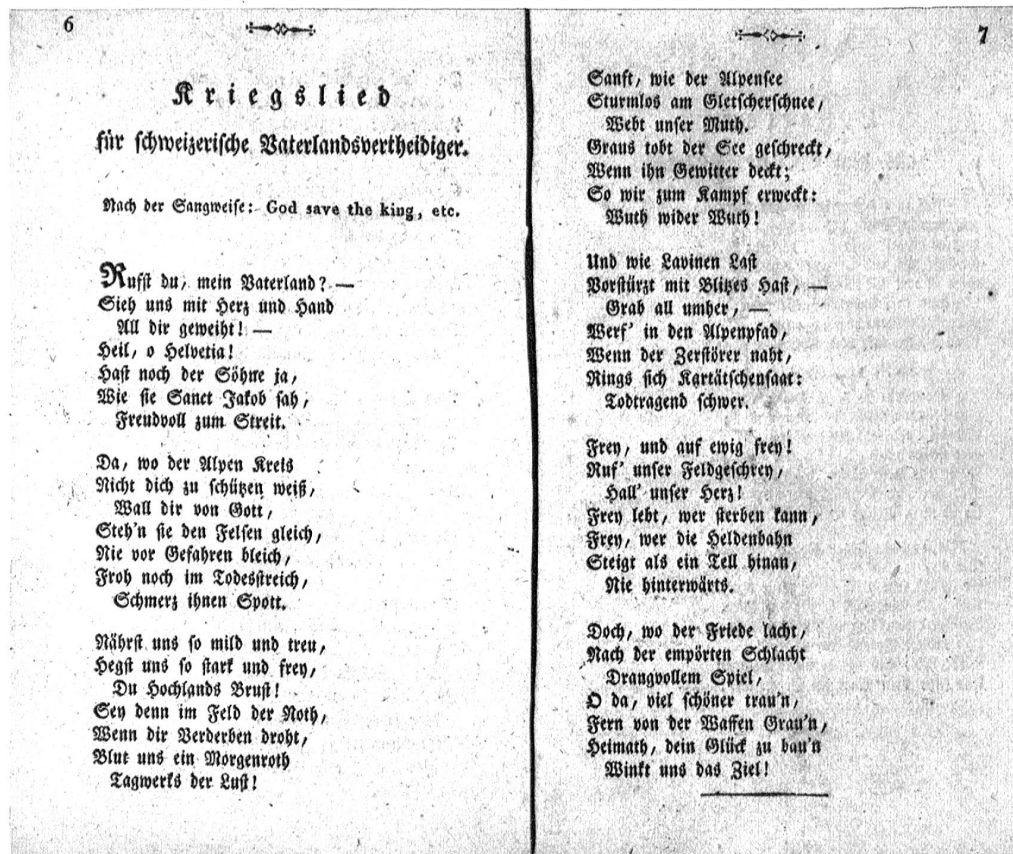 6
Kriegslied
für schweizerische Vaterlandsvertheidiger.
Nach der Sangweise: God save the king, etc.
Rufst du, mein Vaterland? —
Sieh uns mit Herz und Hand
All dir geweiht! —
Heil, o Helvetia!
Hast noch der Söhne ja,
Wie sie Sanct Jakob sah,
Freudvoll zum Streit.
Da, wo der Alpen Kreis
Nicht dich zu schützen weiß,
Wall dir von Gott,
Steh'n sie den Felsen gleich,
Nie vor Gefahren bleich,
Froh noch im Todesstreich,
Schmerz ihnen Spott.
Nährst uns so mild und treu,
Hegst uns so stark und frey,
Du Hochlands Brust!
Sey denn im Feld der Noth,
Wenn dir Verderben droht,
Blut uns ein Morgenroth
Tagwerks der Lust!
7
Sanft, wie der Alpensee
Sturmlos am Gletscherschnee,
Webt unser Muth.
Graus tobt der See geschreckt,
Wenn ihn Gewitter deckt;
So wir zum Kampf erweckt:
Wuth wider Wuth!
Und wie Lavinen Last
Vorstürzt mit Blitzes Hast, —
Grab all umher, —
Werf' in den Alpenpfad,
Wenn der Zerstörer naht,
Rings sich Kartätschensaat:
Todtragend schwer.
Frey, und auf ewig frey!
Ruf' unser Feldgeschrey,
Hall' unser Herz!
Frey lebt, wer sterben kann,
Frey, wer die Heldenbahn
Steigt als ein Tell hinan,
Nie hinterwärts.
Doch, wo der Friede lacht,
Nach der empörten Schlacht
Drangvollem Spiel,
O da, viel schöner trau'n,
Fern von der Waffen Grau'n,
Heimath, dein Glück zu bau'n
Winkt uns das Ziel!